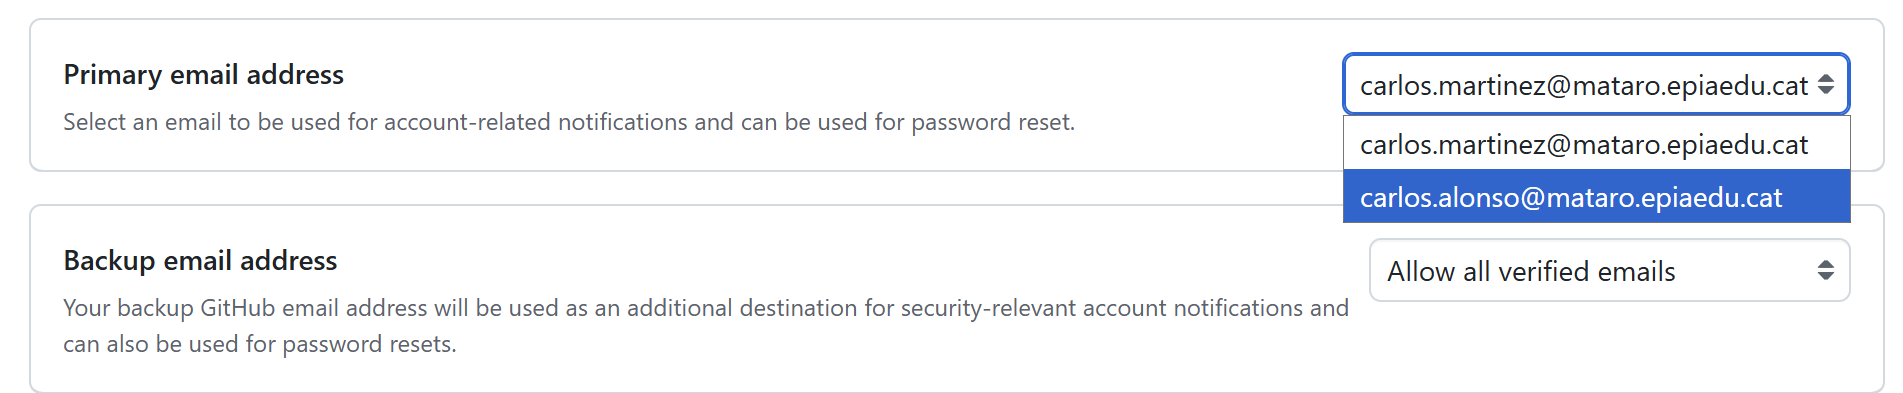 Primary email address
Select an email to be used for account-related notifications and can be used for password reset.
carlos.martinez@mataro.epiaedu.cat
carlos.martinez@mataro.epiaedu.cat
carlos.alonso@mataro.epiaedu.cat
Backup email address
Your backup GitHub email address will be used as an additional destination for security-relevant account notifications and
can also be used for password resets.
Allow all verified emails